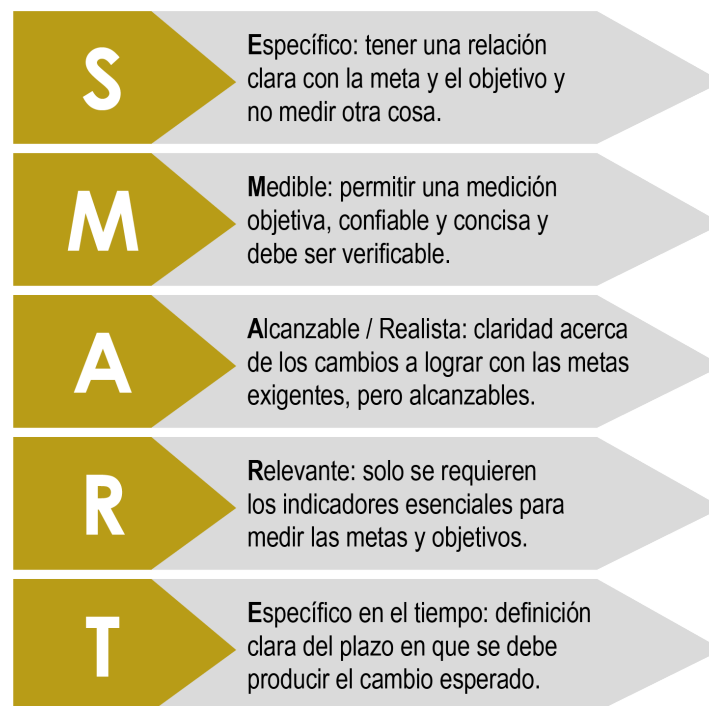 S
Específico: tener una relación
clara con la meta y el objetivo y
no medir otra cosa.
M
Medible: permitir una medición
objetiva, confiable y concisa y
debe ser verificable.
A
Alcanzable / Realista: claridad acerca
de los cambios a lograr con las metas
exigentes, pero alcanzables.
R
Relevante: solo se requieren
los indicadores esenciales para
medir las metas y objetivos.
T
Específico en el tiempo: definición
clara del plazo en que se debe
producir el cambio esperado.